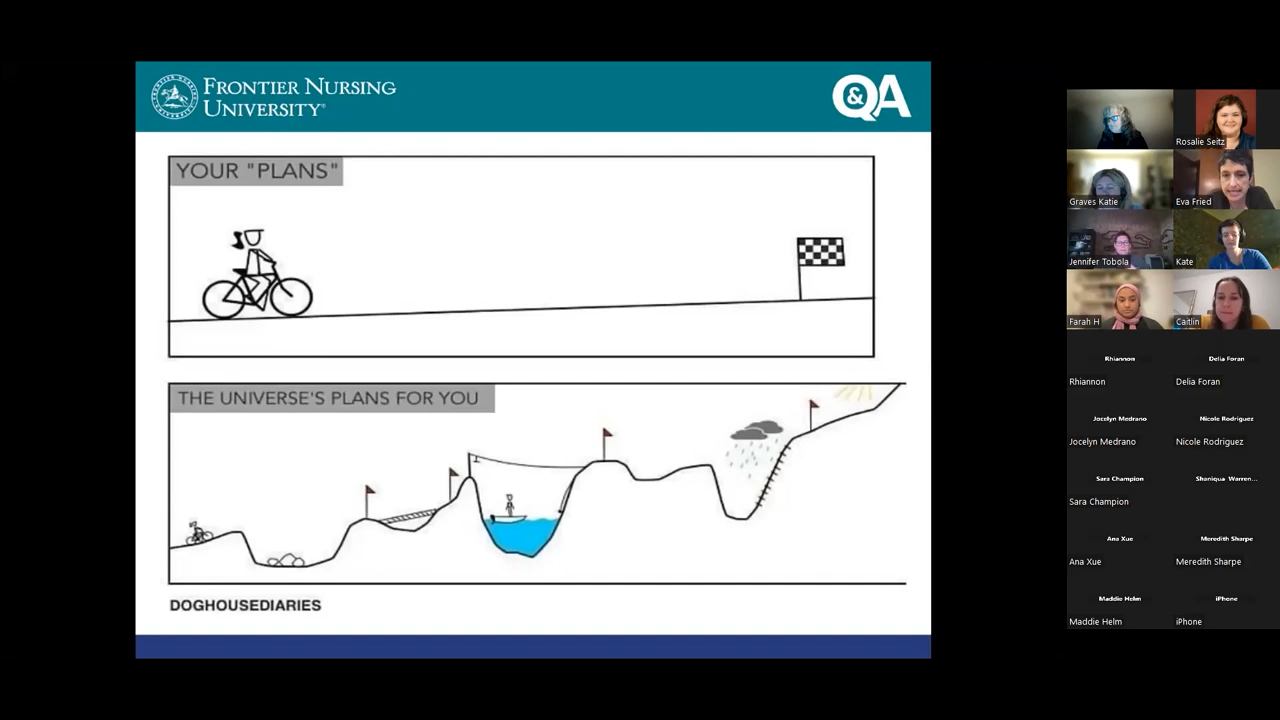 FRONTIER NURSING
UNIVERSITY®
Q&A
YOUR "PLANS"
THE UNIVERSE'S PLANS FOR YOU
DOGHOUSEDIARIES
Rosalie Seitz
Graves Katie
Eva Fried
Jennifer Tobola
Kate
Farah H
Caitlin
Rhiannon
Delia Foran
Rhiannon
Delia Foran
Jocelyn Medrano
Nicole Rodriguez
Jocelyn Medrano
Nicole Rodriguez
Sara Champion
Shaniqua Warren...
Sara Champion
Ana Xue
Meredith Sharpe
Ana Xue
Meredith Sharpe
Maddie Helm
iPhone
Maddie Helm
iPhone